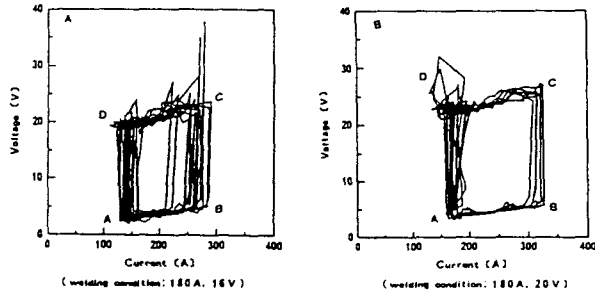 A
40
30
20
10
0
Voltage (V)
D
C
A
B
0
100
200
300
400
Current (A)
(welding condition: 180A, 16V)
B
40
30
20
10
0
Voltage (V)
D
C
A
B
0
100
200
300
400
500
Current (A)
(welding condition: 180A, 20V)